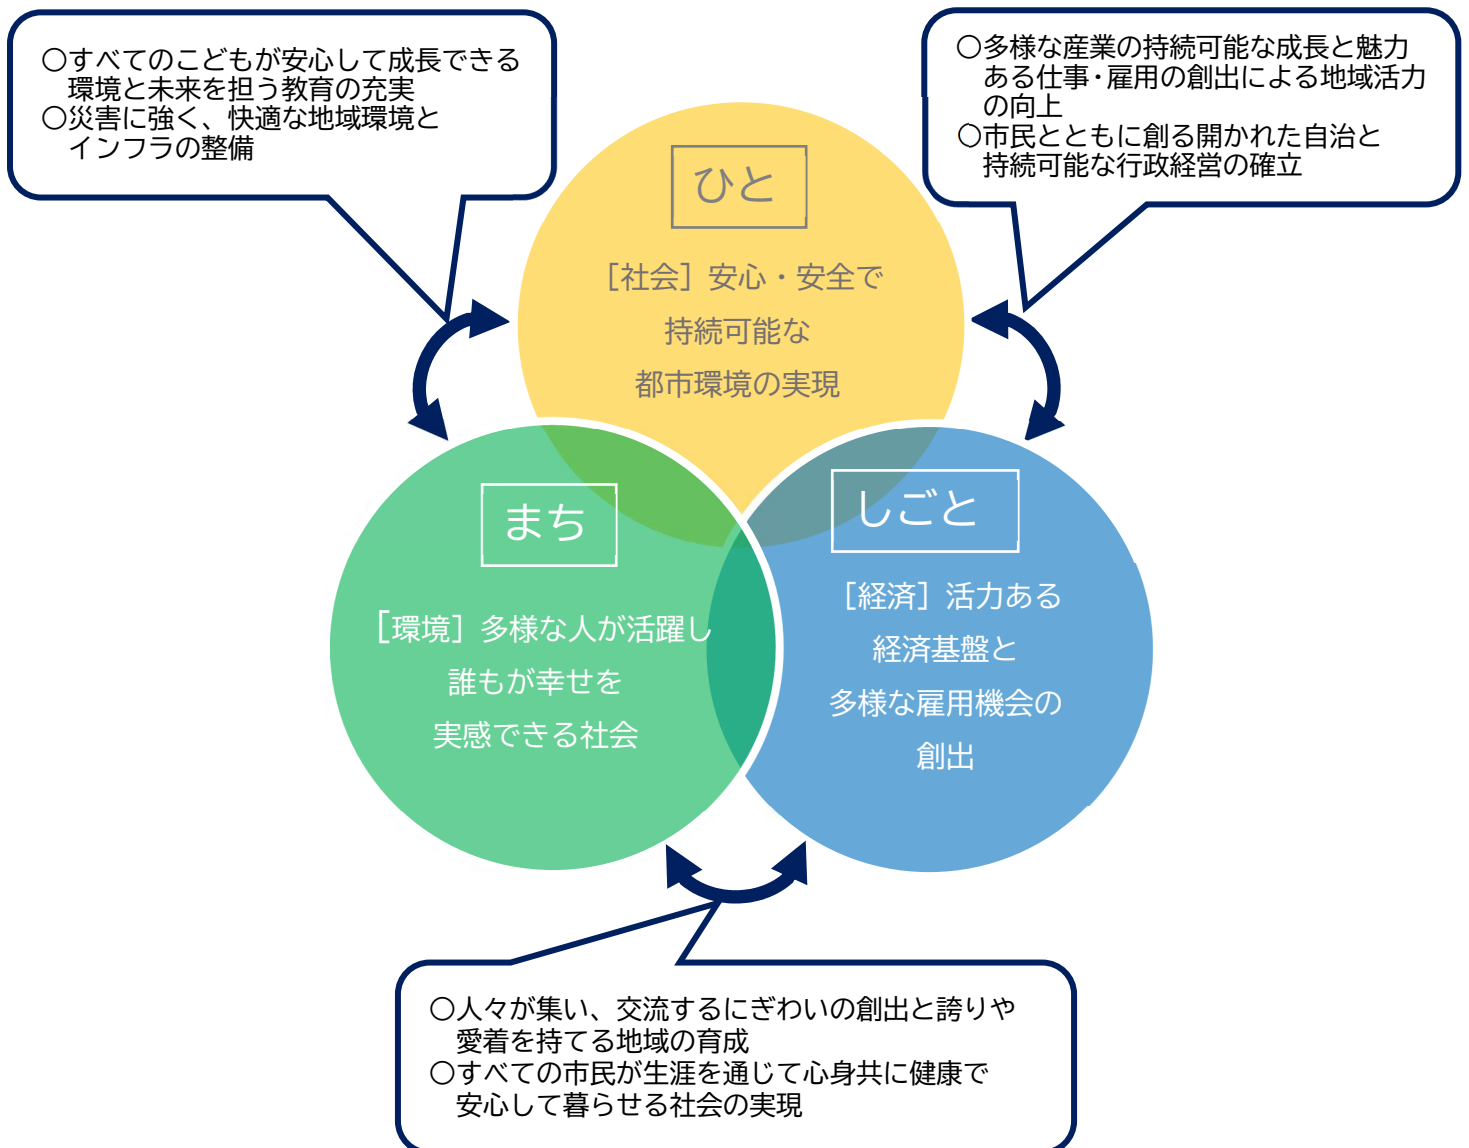 ○すべてのこどもが安心して成長できる
環境と未来を担う教育の充実
○災害に強く、快適な地域環境と
インフラの整備
○多様な産業の持続可能な成長と魅力
ある仕事・雇用の創出による地域活力
の向上
○市民とともに創る開かれた自治と
持続可能な行政経営の確立
ひと
［社会］安心・安全で
持続可能な
都市環境の実現
まち
［環境］多様な人が活躍し
誰もが幸せを
実感できる社会
しごと
［経済］活力ある
経済基盤と
多様な雇用機会の
創出
○人々が集い、交流するにぎわいの創出と誇りや
愛着を持てる地域の育成
○すべての市民が生涯を通じて心身共に健康で
安心して暮らせる社会の実現